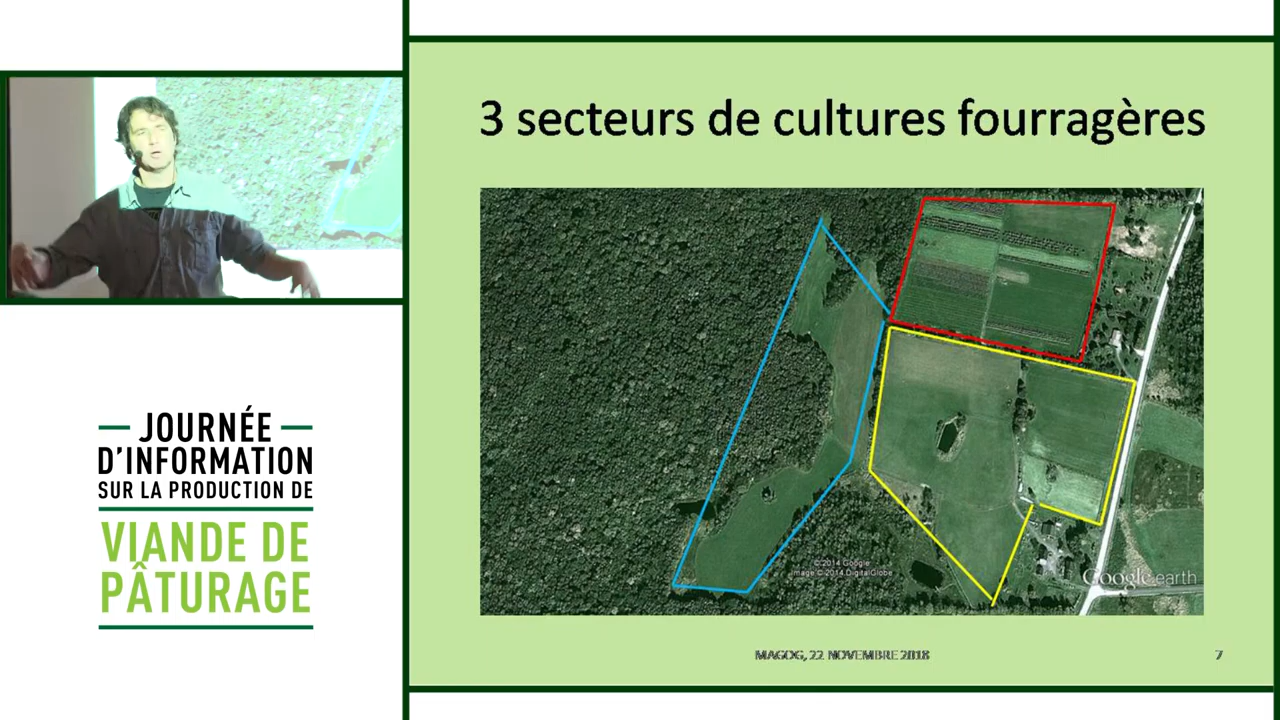 3 secteurs de cultures fourragères
— JOURNÉE —
D'INFORMATION
SUR LA PRODUCTION DE
VIANDE DE
PÂTURAGE
©2014 Google
Image © 2014 DigitalGlobe
Google earth
MAGOG, 22 NOVEMBRE 2018
7